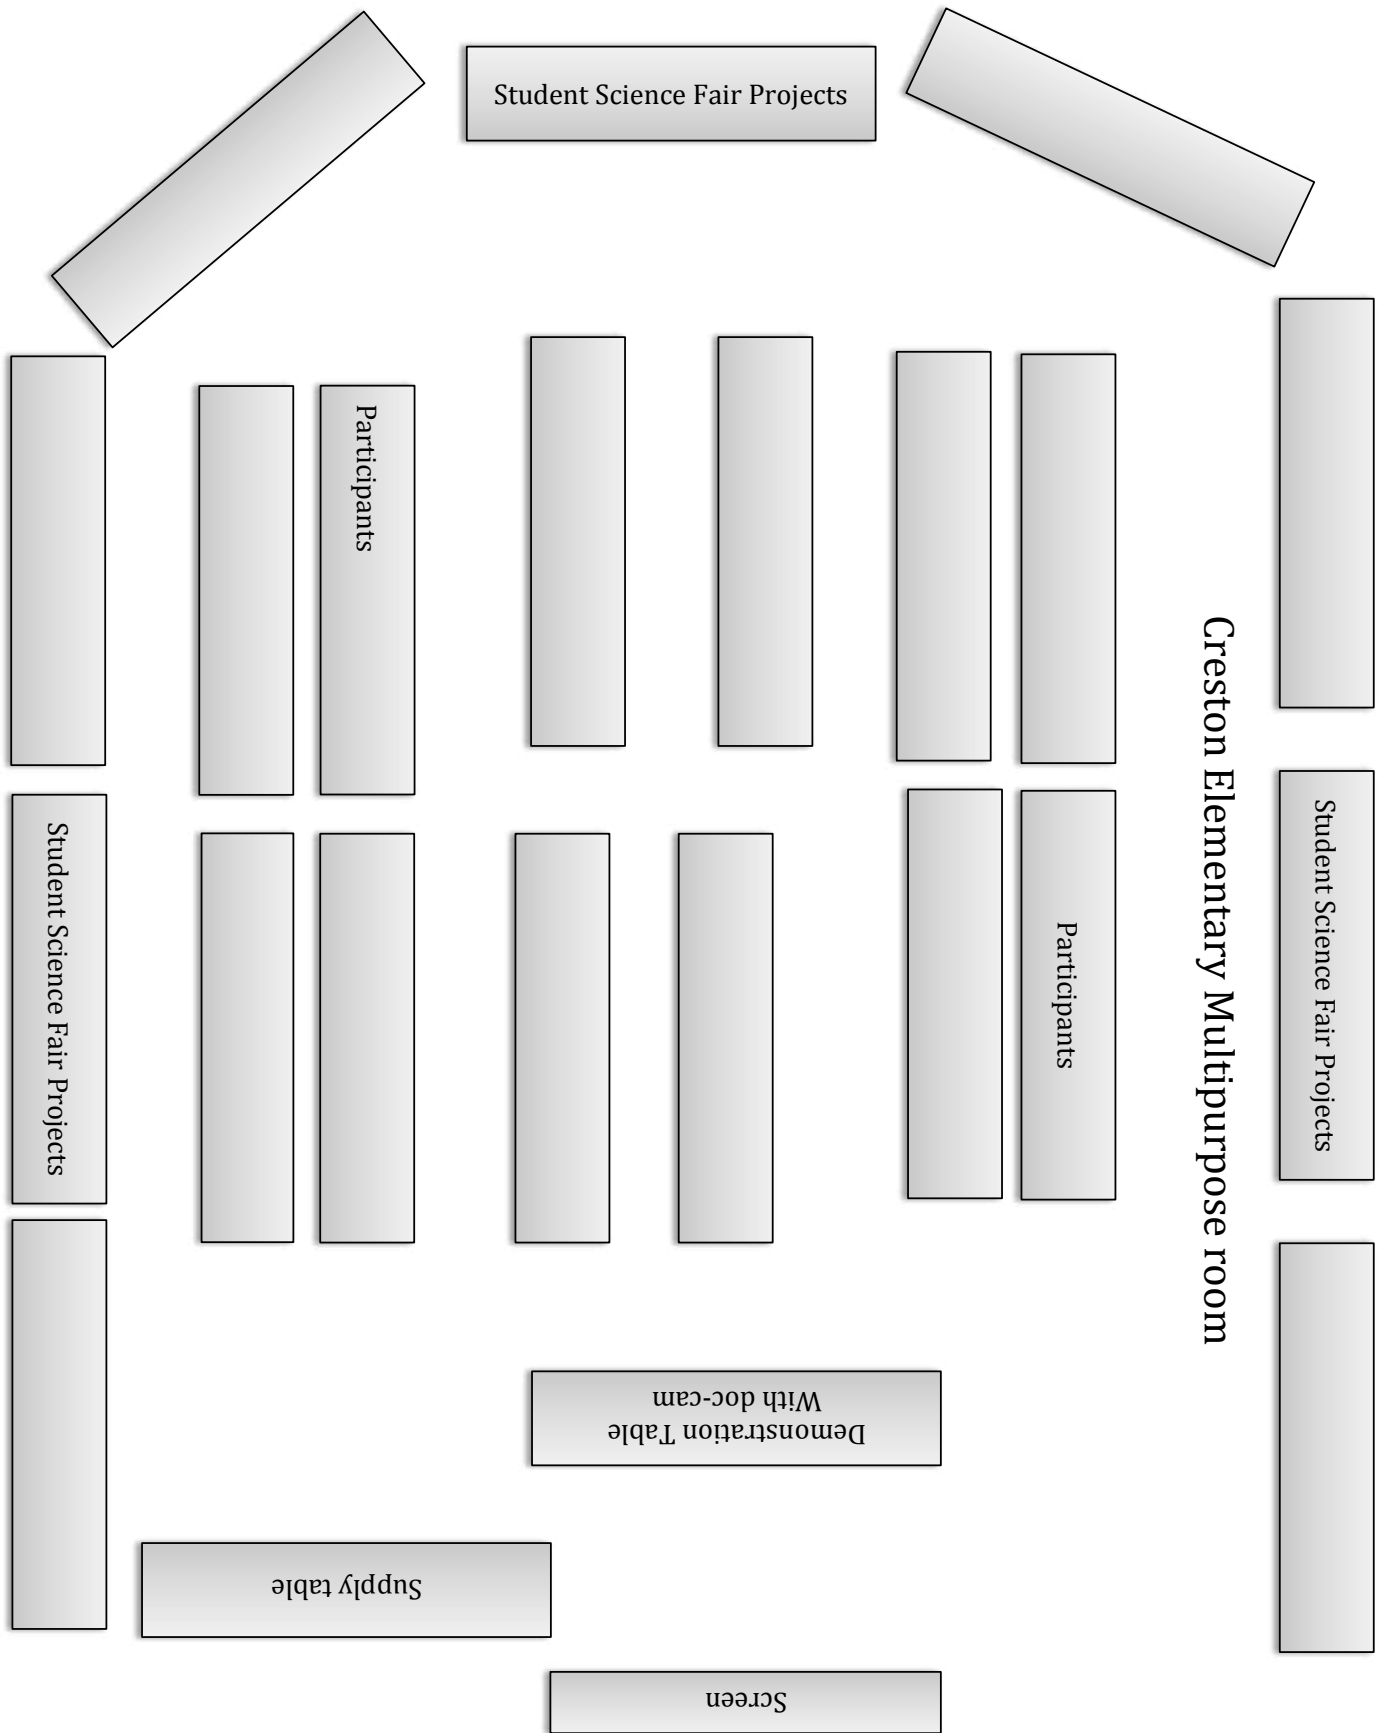 Student Science Fair Projects
Participants
Creston Elementary Multipurpose room
Student Science Fair Projects
Student Science Fair Projects
Participants
Demonstration Table
With doc-cam
Supply table
Screen